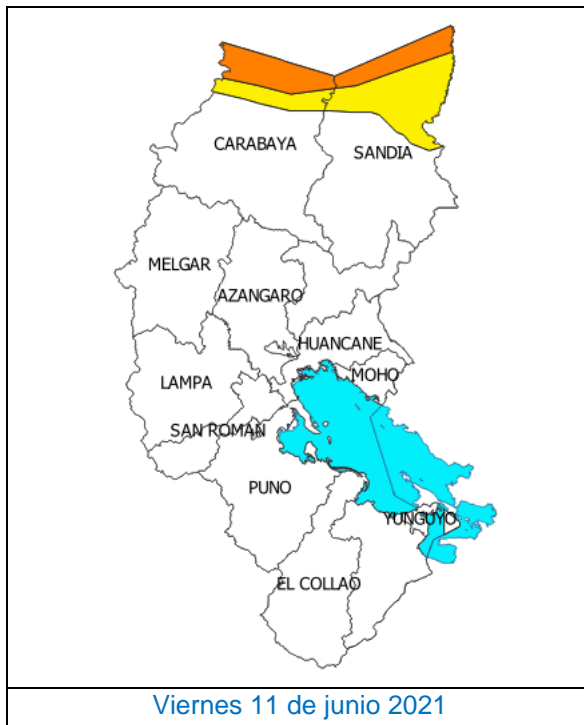 CARABAYA
SANDIA
MELGAR
AZANGARO
HUANCANE
MOHO
LAMPA
SAN ROMAN
PUNO
YUNGUYO
EL COLLAO
Viernes 11 de junio 2021